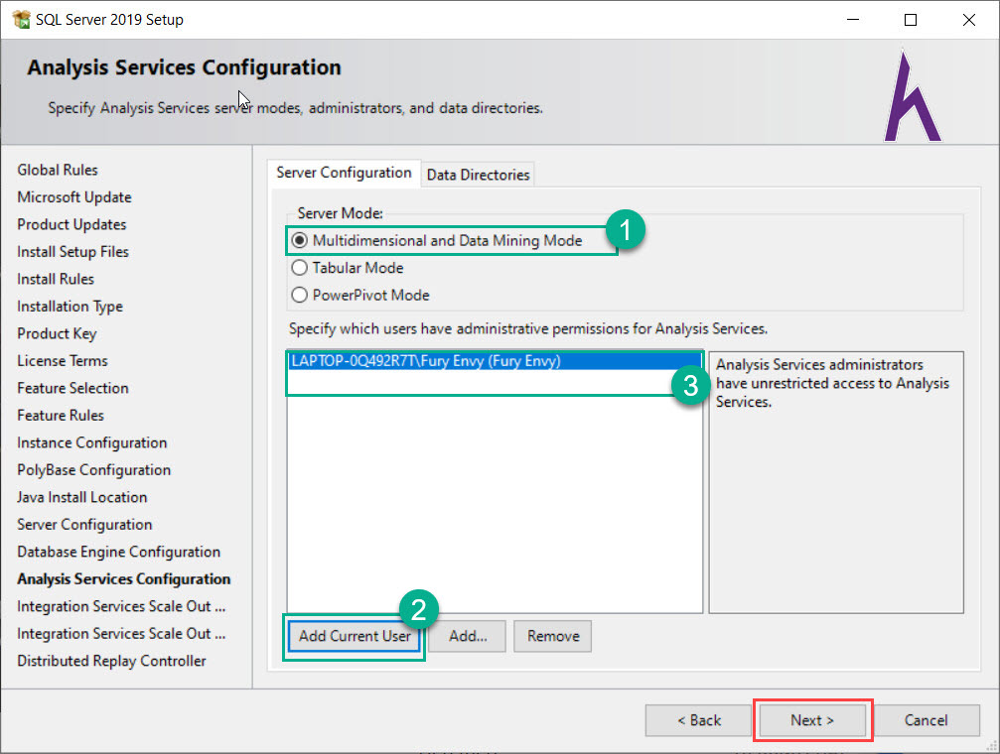 SQL Server 2019 Setup
Analysis Services Configuration
Specify Analysis Services server modes, administrators, and data directories.
Global Rules
Microsoft Update
Product Updates
Install Setup Files
Install Rules
Installation Type
Product Key
License Terms
Feature Selection
Feature Rules
Instance Configuration
PolyBase Configuration
Java Install Location
Server Configuration
Database Engine Configuration
Analysis Services Configuration
Integration Services Scale Out ...
Integration Services Scale Out ...
Distributed Replay Controller
Server Configuration
Data Directories
Server Mode:
Multidimensional and Data Mining Mode
1
Tabular Mode
PowerPivot Mode
Specify which users have administrative permissions for Analysis Services.
LAPTOP-0Q492R7T\Fury Envy (Fury Envy)
3
Analysis Services administrators
have unrestricted access to Analysis
Services.
2
Add Current User
Add...
Remove
< Back
Next >
Cancel